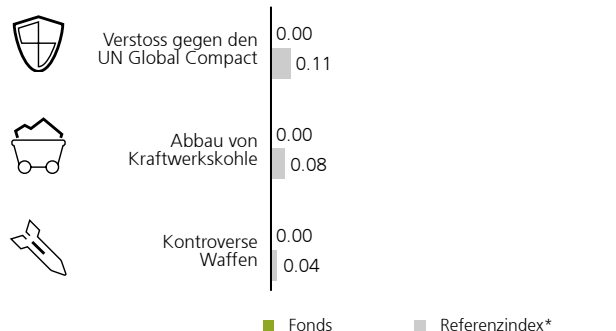 Verstoss gegen den
UN Global Compact
0.00
0.11
Abbau von
Kraftwerkskohle
0.00
0.08
Kontroverse
Waffen
0.00
0.04
Fonds Referenzindex*